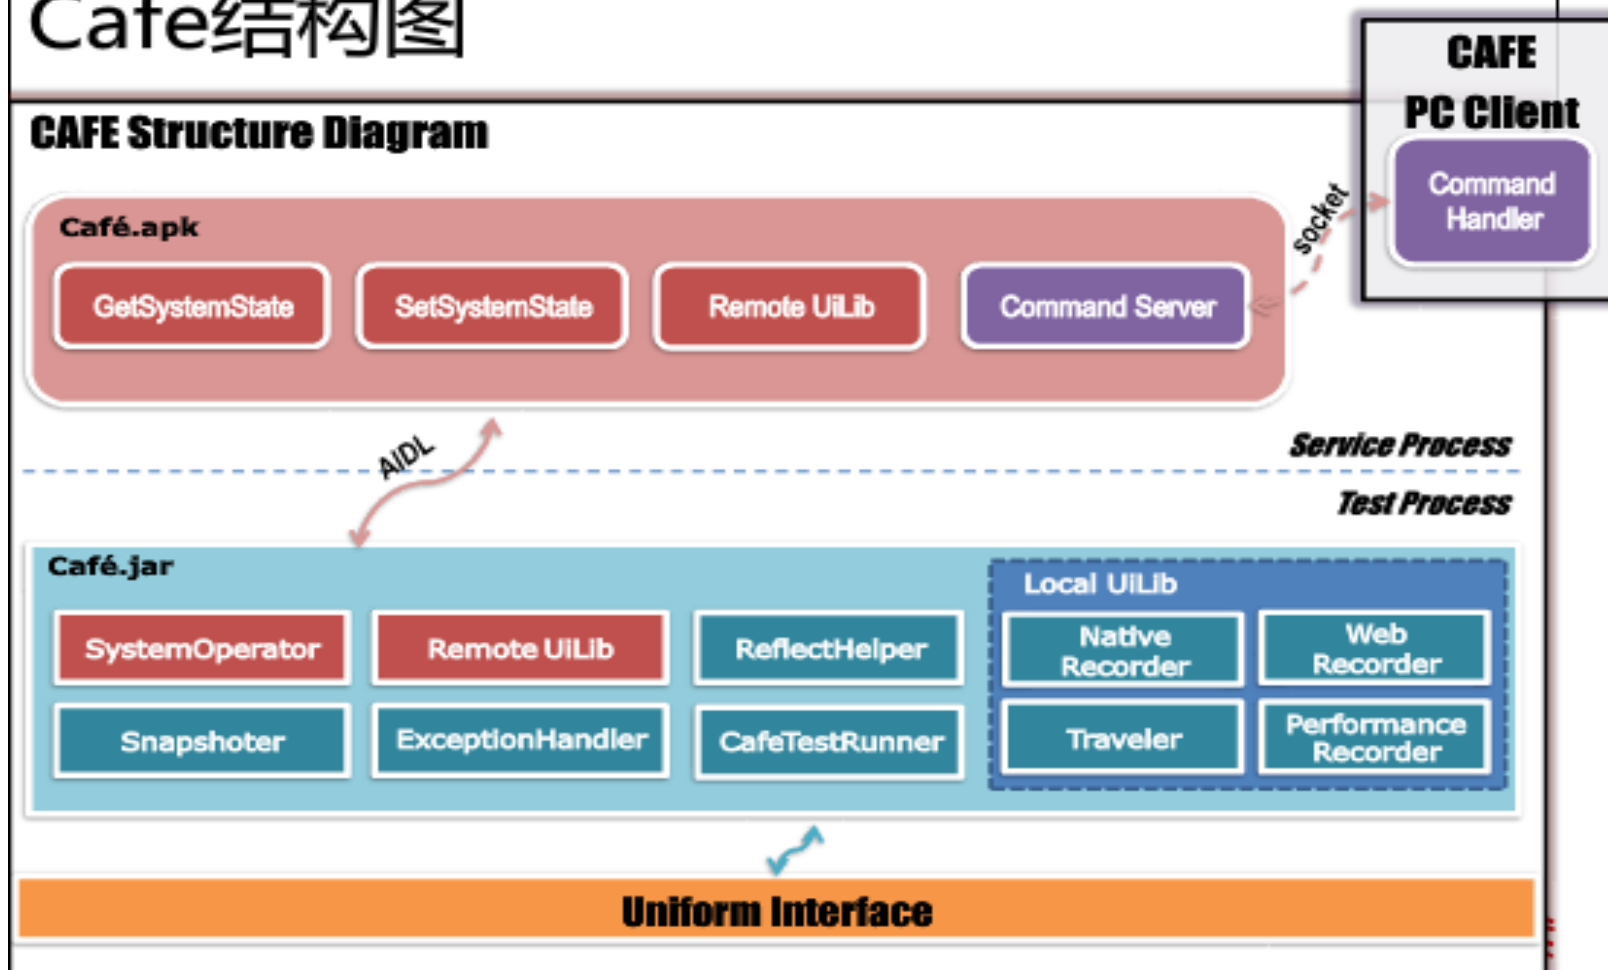 Cafe结构图
CAFE
PC Client
Command
Handler
CAFE Structure Diagram
socket
Café.apk
GetSystemState
SetSystemState
Remote UiLib
Command Server
AIDL
Service Process
Test Process
Café.jar
SystemOperator
Remote UiLib
ReflectHelper
Snapshoter
ExceptionHandler
CafeTestRunner
Local UiLib
Native
Recorder
Web
Recorder
Traveler
Performance
Recorder
Uniform Interface